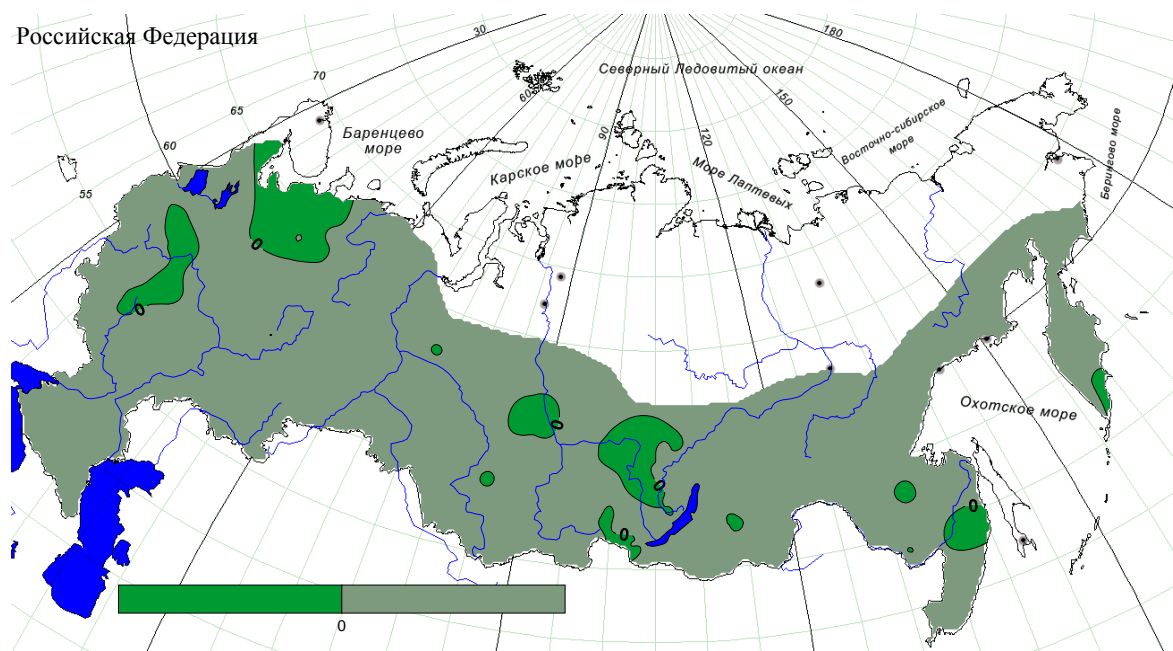 Российская Федерация
30
180
Северный Ледовитый океан
70
60
65
150
Баренцево
море
90
120
Восточно-сибирское
море
60
Карское море
Море Лаптевых
Берингово море
55
0
0
Охотское море
0
0
0
0
0